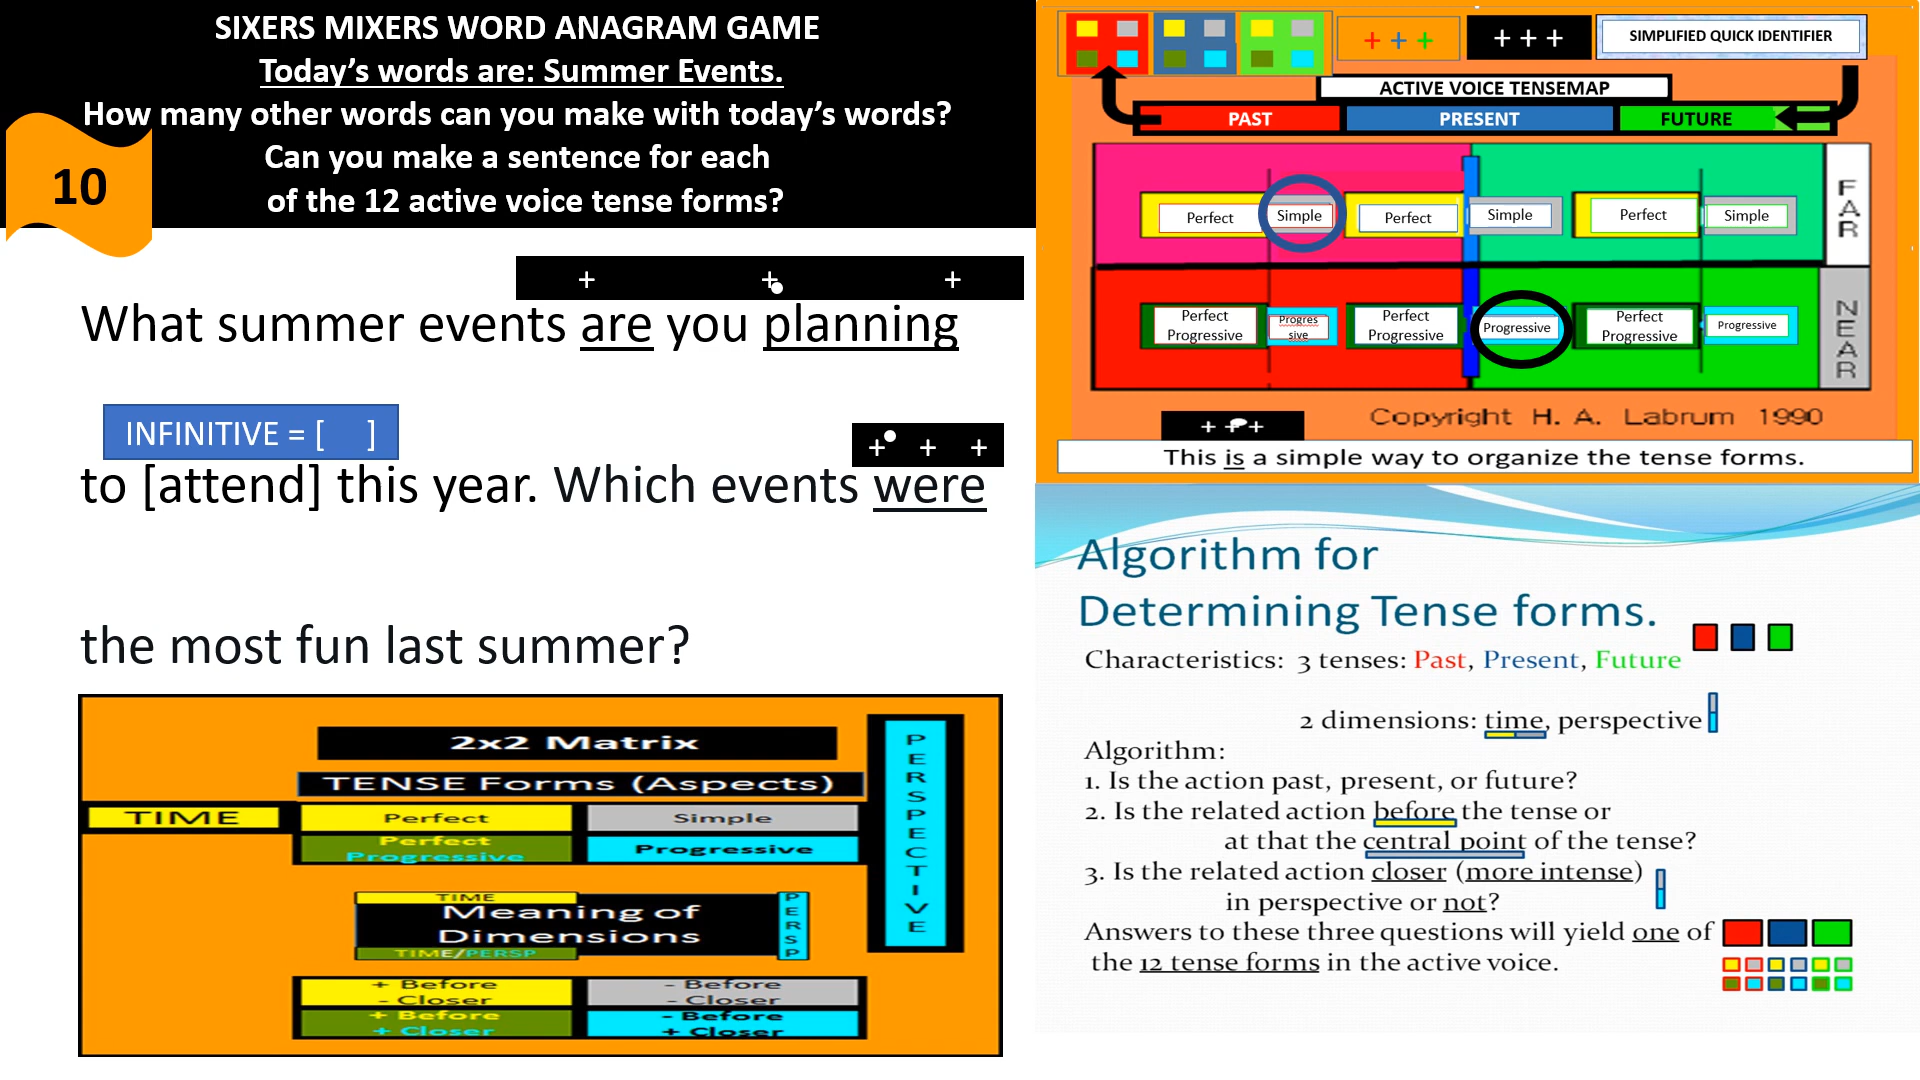 SIXERS MIXERS WORD ANAGRAM GAME
Today's words are: Summer Events.
How many other words can you make with today's words?
Can you make a sentence for each
of the 12 active voice tense forms?
10
+ + +
What summer events are you planning
INFINITIVE = [ ]
+ + +
to [attend] this year. Which events were
the most fun last summer?
2x2 Matrix
TENSE Forms (Aspects)
TIME
Perfect
Simple
Perfect
Progressive
Progressive
PERSPECTIVE
TIME
Meaning of
Dimensions
TIME/PERSP
PERSP
+ Before
- Closer
- Before
- Closer
+ Before
+ Closer
- Before
+ Closer
+ + +
+ + +
SIMPLIFIED QUICK IDENTIFIER
ACTIVE VOICE TENSEMAP
PAST
PRESENT
FUTURE
Perfect
Simple
Perfect
Simple
Perfect
Simple
FAR
Perfect
Progressive
Progres
sive
Perfect
Progressive
Progressive
Perfect
Progressive
Progressive
NEAR
+ + +
Copyright H. A. Labrum 1990
This is a simple way to organize the tense forms.
Algorithm for
Determining Tense forms.
Characteristics: 3 tenses: Past, Present, Future
2 dimensions: time, perspective
Algorithm:
1. Is the action past, present, or future?
2. Is the related action before the tense or
at that the central point of the tense?
3. Is the related action closer (more intense)
in perspective or not?
Answers to these three questions will yield one of
the 12 tense forms in the active voice.